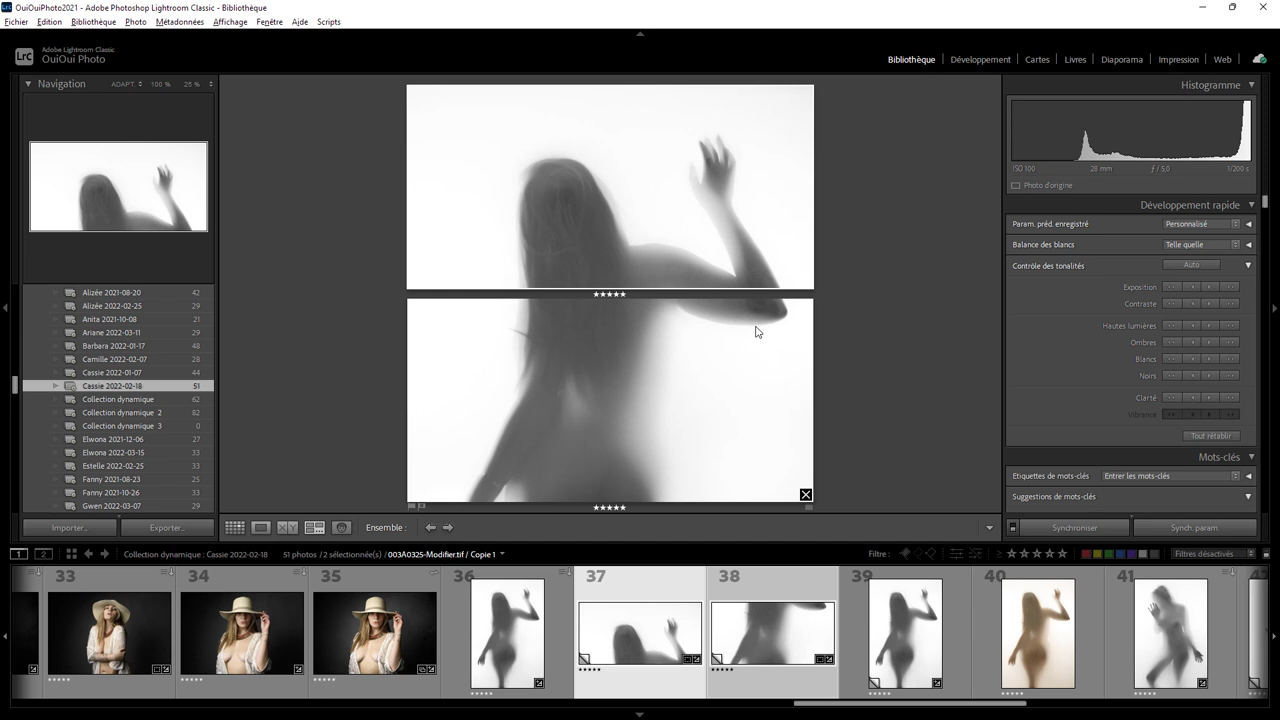 OuiOuiPhoto2021 - Adobe Photoshop Lightroom Classic - Bibliothèque
Fichier Edition Bibliothèque Photo Métadonnées Affichage Fenêtre Aide Scripts
Lrc
Adobe Lightroom Classic
OuiOui Photo
Bibliothèque Développement Cartes Livres Diaporama Impression Web
Navigation ADAPT. 100 % 25 %
Histogramme
ISO 100 28 mm ƒ / 5,0 1/200 s
Photo d'origine
Développement rapide
Param. préd. enregistré Personnalisé
Balance des blancs Telle quelle
Contrôle des tonalités Auto
Exposition
Contraste
Hautes lumières
Ombres
Blancs
Noirs
Clarté
Vibrance
Tout rétablir
Mots-clés
Etiquettes de mots-clés Entrer les mots-clés
Suggestions de mots-clés
Synchroniser Synch. param.
Alizée 2021-08-20 42
Alizée 2022-02-25 29
Anita 2021-10-08 21
Ariane 2022-03-11 29
Barbara 2022-01-17 48
Camille 2022-02-07 28
Cassie 2022-01-07 44
Cassie 2022-02-18 51
Collection dynamique 62
Collection dynamique 2 82
Collection dynamique 3 0
Elwona 2021-12-06 27
Elwona 2022-03-15 33
Estelle 2022-02-25 33
Fanny 2021-08-23 25
Fanny 2021-10-26 33
Gwen 2022-03-07 29
Importer... Exporter...
XY Ensemble :
1 2 Collection dynamique : Cassie 2022-02-18 51 photos / 2 sélectionnée(s) / 003A0325-Modifier.tif / Copie 1
Filtre : Filtres désactivés
33 34 35 36 37 38 39 40 41